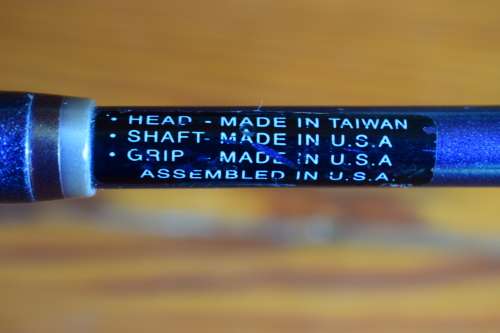 • HEAD - MADE IN TAIWAN
• SHAFT - MADE IN U.S.A
• GRIP - MADE IN U.S.A
ASSEMBLED IN U.S.A.